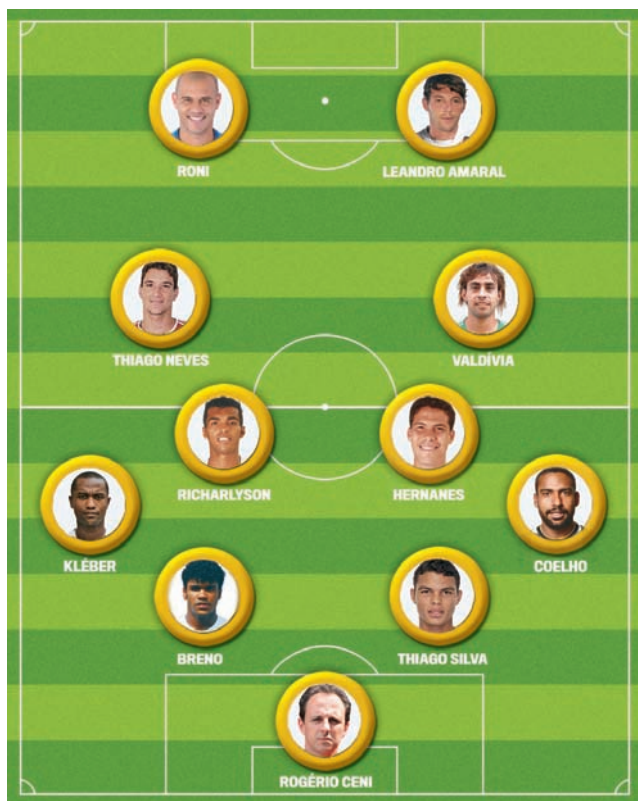 RONI
LEANDRO AMARAL
THIAGO NEVES
VALDÍVIA
RICHARLYSON
HERNANES
KLÉBER
COELHO
BRENO
THIAGO SILVA
ROGÉRIO CENI